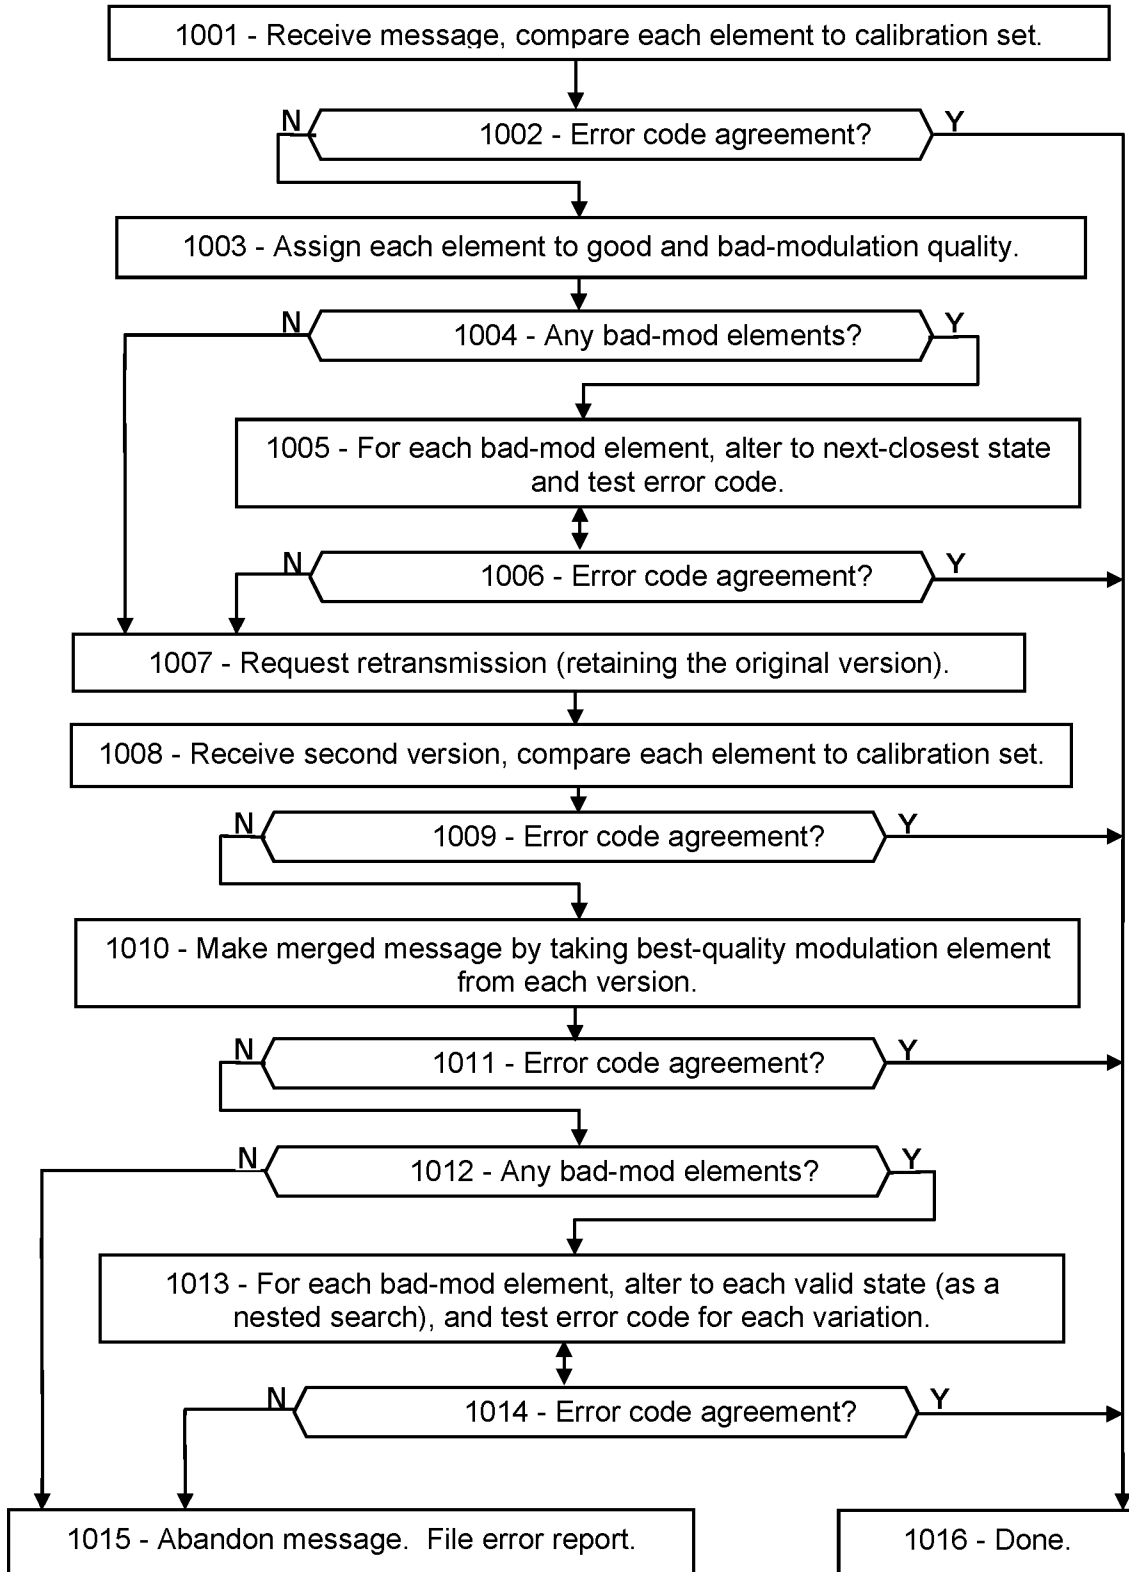 1001 - Receive message, compare each element to calibration set.
N
1002 - Error code agreement?
Y
1003 - Assign each element to good and bad-modulation quality.
N
1004 - Any bad-mod elements?
Y
1005 - For each bad-mod element, alter to next-closest state
and test error code.
N
1006 - Error code agreement?
Y
1007 - Request retransmission (retaining the original version).
1008 - Receive second version, compare each element to calibration set.
N
1009 - Error code agreement?
Y
1010 - Make merged message by taking best-quality modulation element
from each version.
N
1011 - Error code agreement?
Y
N
1012 - Any bad-mod elements?
Y
1013 - For each bad-mod element, alter to each valid state (as a
nested search), and test error code for each variation.
N
1014 - Error code agreement?
Y
1015 - Abandon message.  File error report.
1016 - Done.